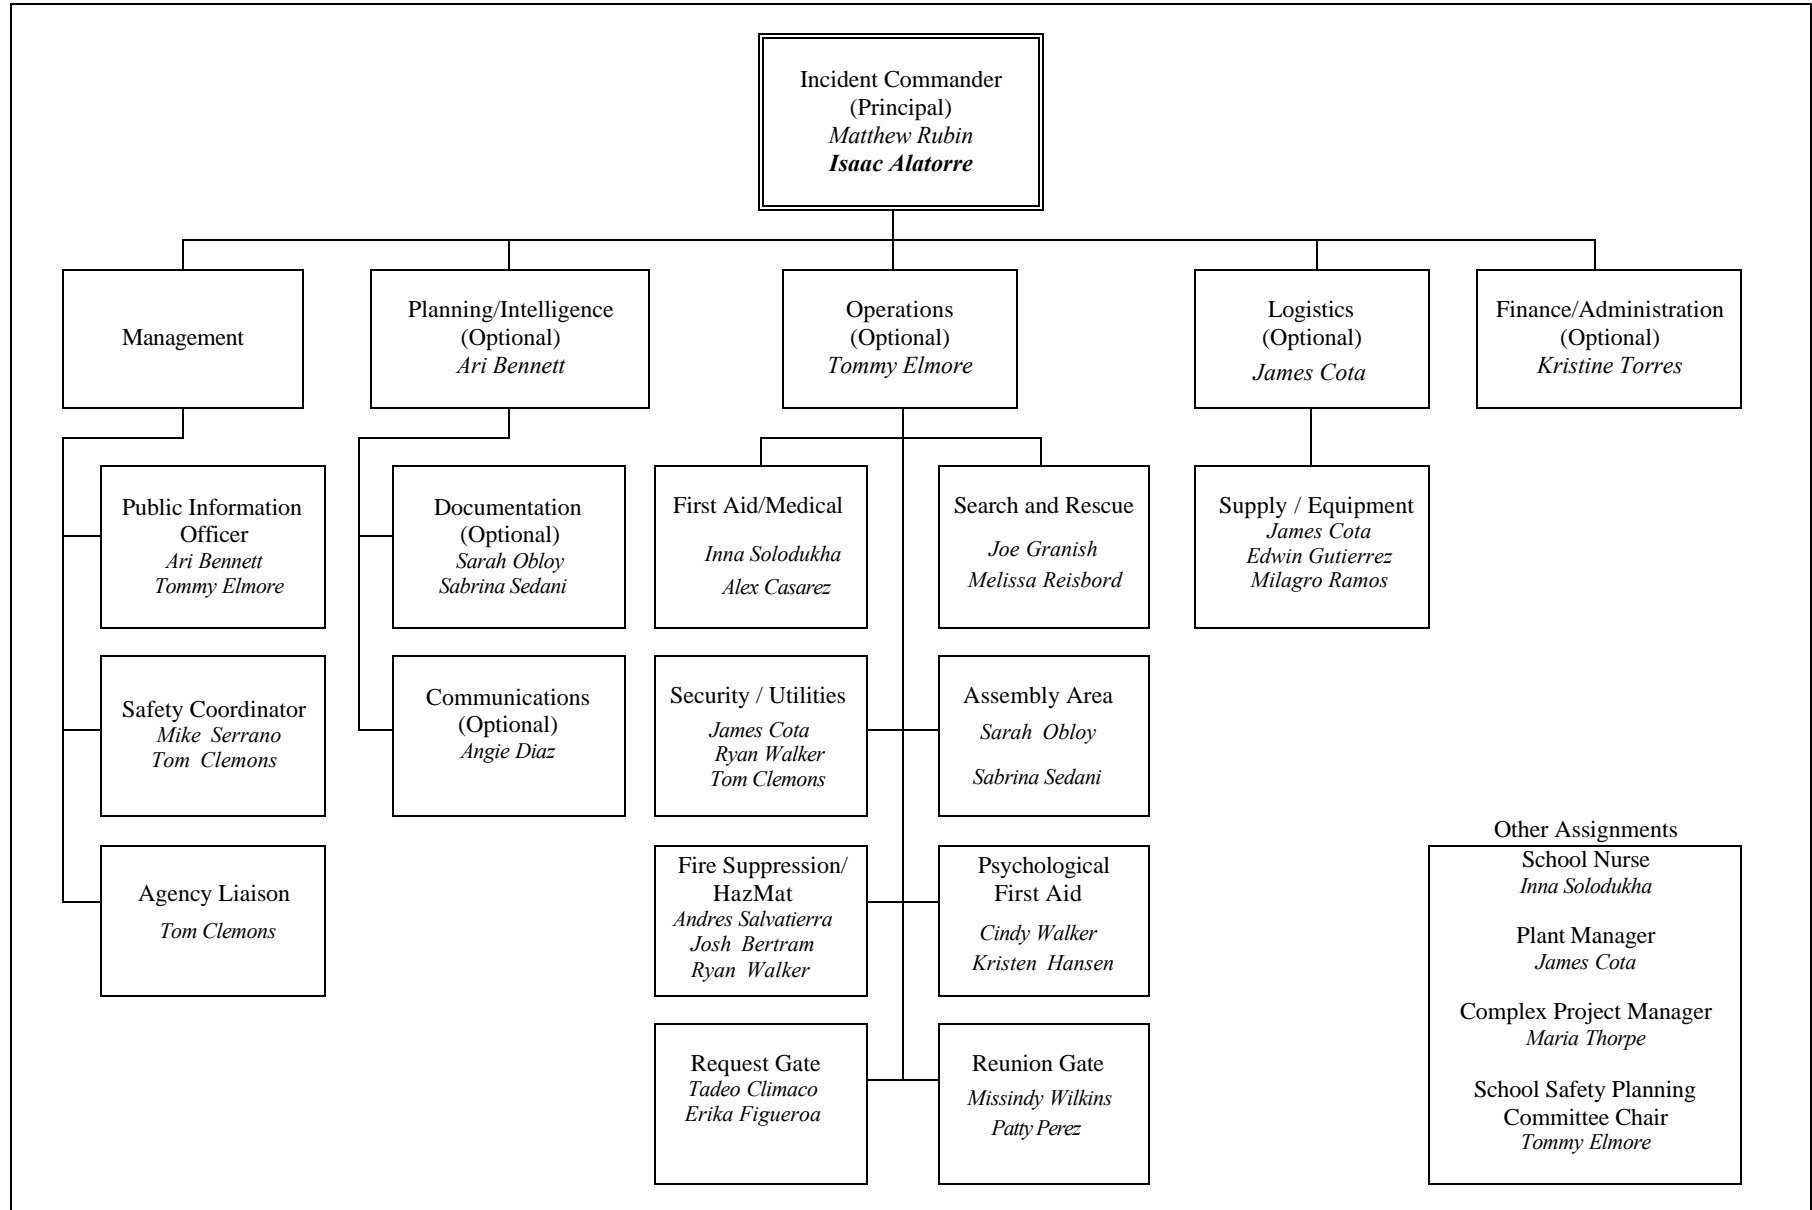 Incident Commander
(Principal)
Matthew Rubin
Isaac Alatorre
Management
Planning/Intelligence
(Optional)
Ari Bennett
Operations
(Optional)
Tommy Elmore
Logistics
(Optional)
James Cota
Finance/Administration
(Optional)
Kristine Torres
Public Information
Officer
Ari Bennett
Tommy Elmore
Documentation
(Optional)
Sarah Obloy
Sabrina Sedani
First Aid/Medical
Inna Solodukha
Alex Casarez
Search and Rescue
Joe Granish
Melissa Reisbord
Supply / Equipment
James Cota
Edwin Gutierrez
Milagro Ramos
Safety Coordinator
Mike Serrano
Tom Clemons
Communications
(Optional)
Angie Diaz
Security / Utilities
James Cota
Ryan Walker
Tom Clemons
Assembly Area
Sarah Obloy
Sabrina Sedani
Agency Liaison
Tom Clemons
Fire Suppression/
HazMat
Andres Salvatierra
Josh Bertram
Ryan Walker
Psychological
First Aid
Cindy Walker
Kristen Hansen
Request Gate
Tadeo Climaco
Erika Figueroa
Reunion Gate
Missindy Wilkins
Patty Perez
Other Assignments
School Nurse
Inna Solodukha
Plant Manager
James Cota
Complex Project Manager
Maria Thorpe
School Safety Planning
Committee Chair
Tommy Elmore